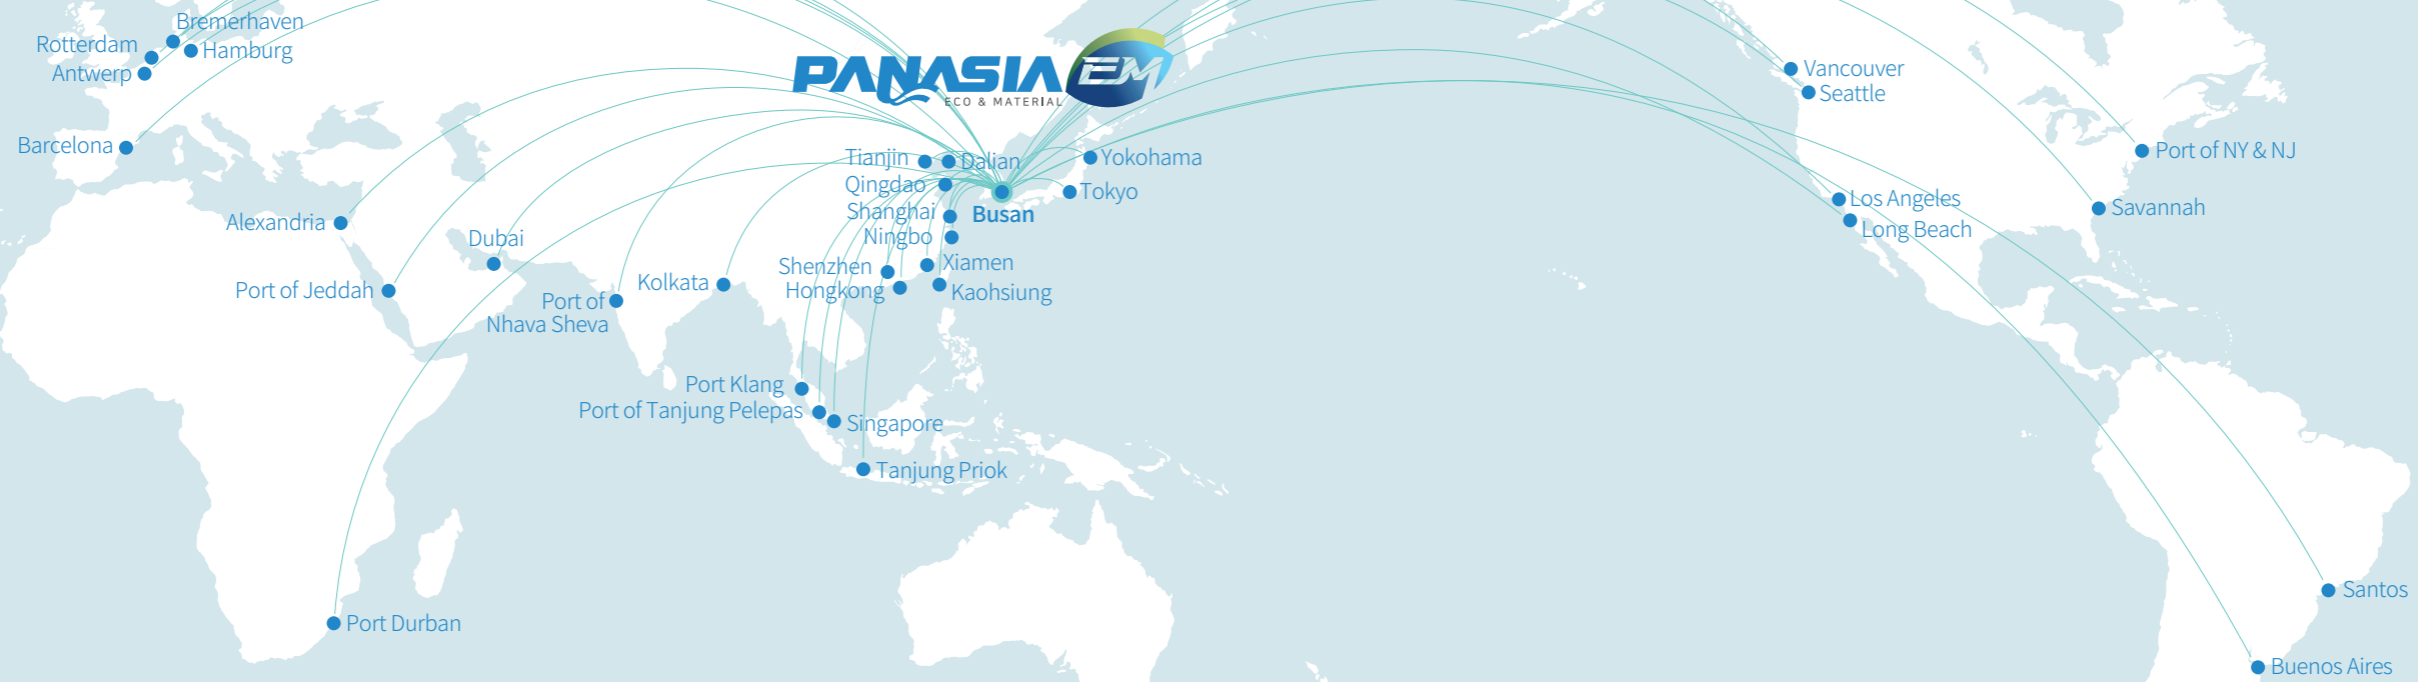 Bremerhaven
Rotterdam
Hamburg
Antwerp
PANASIA EM
ECO & MATERIAL
Vancouver
Seattle
Barcelona
Tianjin
Dalian
Yokohama
Port of NY & NJ
Qingdao
Tokyo
Los Angeles
Shanghai
Busan
Savannah
Alexandria
Dubai
Ningbo
Long Beach
Shenzhen
Xiamen
Port of Jeddah
Kolkata
Hongkong
Kaohsiung
Port of
Nhava Sheva
Port Klang
Port of Tanjung Pelepas
Singapore
Tanjung Priok
Santos
Port Durban
Buenos Aires